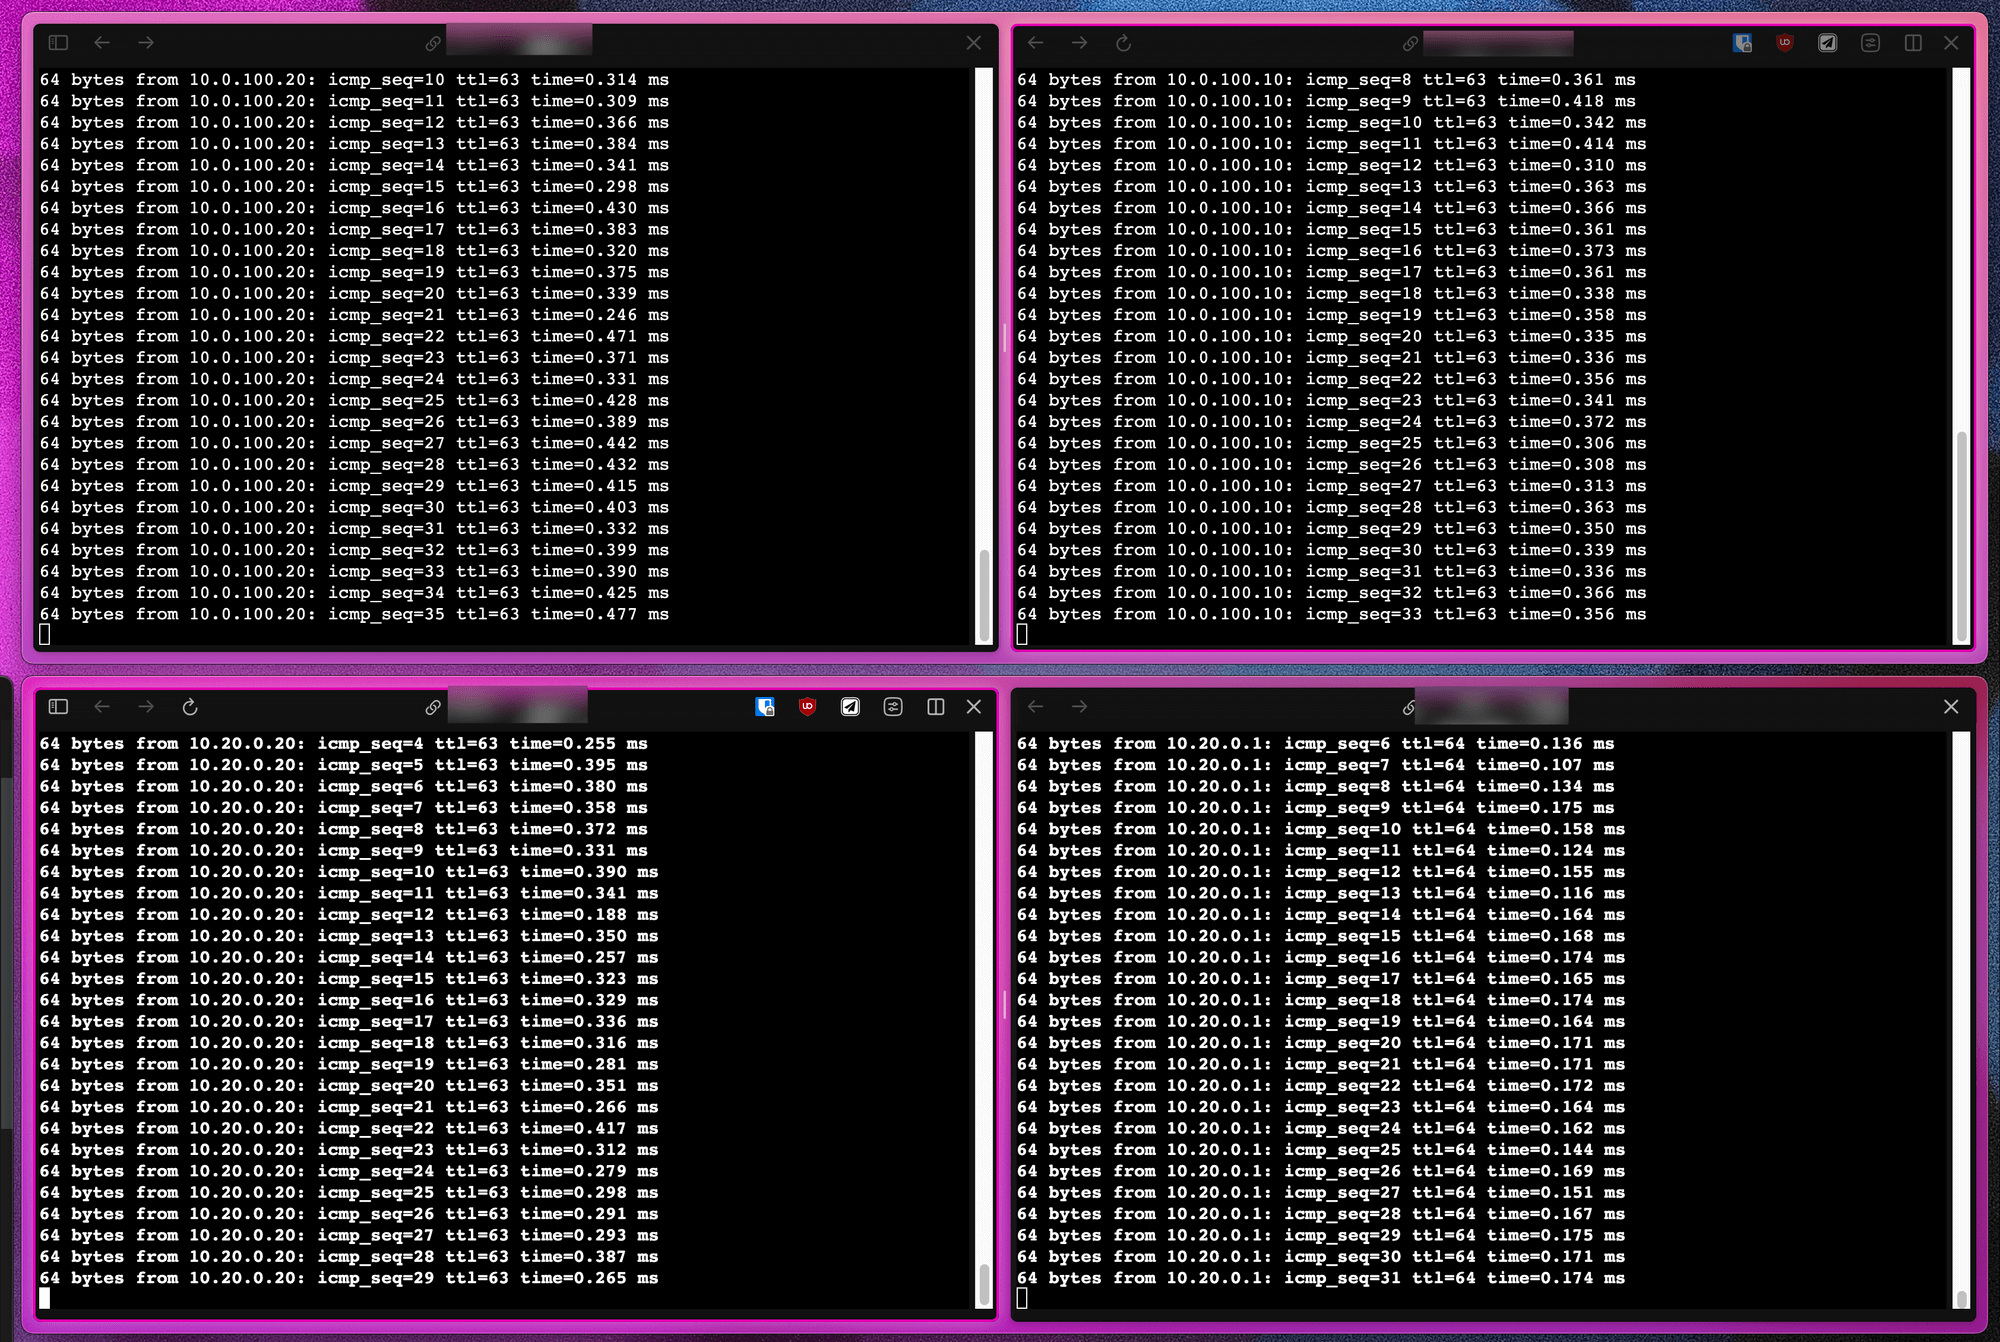 64 bytes from 10.0.100.20: icmp_seq=10 ttl=63 time=0.314 ms
64 bytes from 10.0.100.20: icmp_seq=11 ttl=63 time=0.309 ms
64 bytes from 10.0.100.20: icmp_seq=12 ttl=63 time=0.366 ms
64 bytes from 10.0.100.20: icmp_seq=13 ttl=63 time=0.384 ms
64 bytes from 10.0.100.20: icmp_seq=14 ttl=63 time=0.341 ms
64 bytes from 10.0.100.20: icmp_seq=15 ttl=63 time=0.298 ms
64 bytes from 10.0.100.20: icmp_seq=16 ttl=63 time=0.430 ms
64 bytes from 10.0.100.20: icmp_seq=17 ttl=63 time=0.383 ms
64 bytes from 10.0.100.20: icmp_seq=18 ttl=63 time=0.320 ms
64 bytes from 10.0.100.20: icmp_seq=19 ttl=63 time=0.375 ms
64 bytes from 10.0.100.20: icmp_seq=20 ttl=63 time=0.339 ms
64 bytes from 10.0.100.20: icmp_seq=21 ttl=63 time=0.246 ms
64 bytes from 10.0.100.20: icmp_seq=22 ttl=63 time=0.471 ms
64 bytes from 10.0.100.20: icmp_seq=23 ttl=63 time=0.371 ms
64 bytes from 10.0.100.20: icmp_seq=24 ttl=63 time=0.331 ms
64 bytes from 10.0.100.20: icmp_seq=25 ttl=63 time=0.428 ms
64 bytes from 10.0.100.20: icmp_seq=26 ttl=63 time=0.389 ms
64 bytes from 10.0.100.20: icmp_seq=27 ttl=63 time=0.442 ms
64 bytes from 10.0.100.20: icmp_seq=28 ttl=63 time=0.432 ms
64 bytes from 10.0.100.20: icmp_seq=29 ttl=63 time=0.415 ms
64 bytes from 10.0.100.20: icmp_seq=30 ttl=63 time=0.403 ms
64 bytes from 10.0.100.20: icmp_seq=31 ttl=63 time=0.332 ms
64 bytes from 10.0.100.20: icmp_seq=32 ttl=63 time=0.399 ms
64 bytes from 10.0.100.20: icmp_seq=33 ttl=63 time=0.390 ms
64 bytes from 10.0.100.20: icmp_seq=34 ttl=63 time=0.425 ms
64 bytes from 10.0.100.20: icmp_seq=35 ttl=63 time=0.477 ms
64 bytes from 10.0.100.10: icmp_seq=8 ttl=63 time=0.361 ms
64 bytes from 10.0.100.10: icmp_seq=9 ttl=63 time=0.418 ms
64 bytes from 10.0.100.10: icmp_seq=10 ttl=63 time=0.342 ms
64 bytes from 10.0.100.10: icmp_seq=11 ttl=63 time=0.414 ms
64 bytes from 10.0.100.10: icmp_seq=12 ttl=63 time=0.310 ms
64 bytes from 10.0.100.10: icmp_seq=13 ttl=63 time=0.363 ms
64 bytes from 10.0.100.10: icmp_seq=14 ttl=63 time=0.366 ms
64 bytes from 10.0.100.10: icmp_seq=15 ttl=63 time=0.361 ms
64 bytes from 10.0.100.10: icmp_seq=16 ttl=63 time=0.373 ms
64 bytes from 10.0.100.10: icmp_seq=17 ttl=63 time=0.361 ms
64 bytes from 10.0.100.10: icmp_seq=18 ttl=63 time=0.338 ms
64 bytes from 10.0.100.10: icmp_seq=19 ttl=63 time=0.358 ms
64 bytes from 10.0.100.10: icmp_seq=20 ttl=63 time=0.335 ms
64 bytes from 10.0.100.10: icmp_seq=21 ttl=63 time=0.336 ms
64 bytes from 10.0.100.10: icmp_seq=22 ttl=63 time=0.356 ms
64 bytes from 10.0.100.10: icmp_seq=23 ttl=63 time=0.341 ms
64 bytes from 10.0.100.10: icmp_seq=24 ttl=63 time=0.372 ms
64 bytes from 10.0.100.10: icmp_seq=25 ttl=63 time=0.306 ms
64 bytes from 10.0.100.10: icmp_seq=26 ttl=63 time=0.308 ms
64 bytes from 10.0.100.10: icmp_seq=27 ttl=63 time=0.313 ms
64 bytes from 10.0.100.10: icmp_seq=28 ttl=63 time=0.363 ms
64 bytes from 10.0.100.10: icmp_seq=29 ttl=63 time=0.350 ms
64 bytes from 10.0.100.10: icmp_seq=30 ttl=63 time=0.339 ms
64 bytes from 10.0.100.10: icmp_seq=31 ttl=63 time=0.336 ms
64 bytes from 10.0.100.10: icmp_seq=32 ttl=63 time=0.366 ms
64 bytes from 10.0.100.10: icmp_seq=33 ttl=63 time=0.356 ms
64 bytes from 10.20.0.20: icmp_seq=4 ttl=63 time=0.255 ms
64 bytes from 10.20.0.20: icmp_seq=5 ttl=63 time=0.395 ms
64 bytes from 10.20.0.20: icmp_seq=6 ttl=63 time=0.380 ms
64 bytes from 10.20.0.20: icmp_seq=7 ttl=63 time=0.358 ms
64 bytes from 10.20.0.20: icmp_seq=8 ttl=63 time=0.372 ms
64 bytes from 10.20.0.20: icmp_seq=9 ttl=63 time=0.331 ms
64 bytes from 10.20.0.20: icmp_seq=10 ttl=63 time=0.390 ms
64 bytes from 10.20.0.20: icmp_seq=11 ttl=63 time=0.341 ms
64 bytes from 10.20.0.20: icmp_seq=12 ttl=63 time=0.188 ms
64 bytes from 10.20.0.20: icmp_seq=13 ttl=63 time=0.350 ms
64 bytes from 10.20.0.20: icmp_seq=14 ttl=63 time=0.257 ms
64 bytes from 10.20.0.20: icmp_seq=15 ttl=63 time=0.323 ms
64 bytes from 10.20.0.20: icmp_seq=16 ttl=63 time=0.329 ms
64 bytes from 10.20.0.20: icmp_seq=17 ttl=63 time=0.336 ms
64 bytes from 10.20.0.20: icmp_seq=18 ttl=63 time=0.316 ms
64 bytes from 10.20.0.20: icmp_seq=19 ttl=63 time=0.281 ms
64 bytes from 10.20.0.20: icmp_seq=20 ttl=63 time=0.351 ms
64 bytes from 10.20.0.20: icmp_seq=21 ttl=63 time=0.266 ms
64 bytes from 10.20.0.20: icmp_seq=22 ttl=63 time=0.417 ms
64 bytes from 10.20.0.20: icmp_seq=23 ttl=63 time=0.312 ms
64 bytes from 10.20.0.20: icmp_seq=24 ttl=63 time=0.279 ms
64 bytes from 10.20.0.20: icmp_seq=25 ttl=63 time=0.298 ms
64 bytes from 10.20.0.20: icmp_seq=26 ttl=63 time=0.291 ms
64 bytes from 10.20.0.20: icmp_seq=27 ttl=63 time=0.293 ms
64 bytes from 10.20.0.20: icmp_seq=28 ttl=63 time=0.387 ms
64 bytes from 10.20.0.20: icmp_seq=29 ttl=63 time=0.265 ms
64 bytes from 10.20.0.1: icmp_seq=6 ttl=64 time=0.136 ms
64 bytes from 10.20.0.1: icmp_seq=7 ttl=64 time=0.107 ms
64 bytes from 10.20.0.1: icmp_seq=8 ttl=64 time=0.134 ms
64 bytes from 10.20.0.1: icmp_seq=9 ttl=64 time=0.175 ms
64 bytes from 10.20.0.1: icmp_seq=10 ttl=64 time=0.158 ms
64 bytes from 10.20.0.1: icmp_seq=11 ttl=64 time=0.124 ms
64 bytes from 10.20.0.1: icmp_seq=12 ttl=64 time=0.155 ms
64 bytes from 10.20.0.1: icmp_seq=13 ttl=64 time=0.116 ms
64 bytes from 10.20.0.1: icmp_seq=14 ttl=64 time=0.164 ms
64 bytes from 10.20.0.1: icmp_seq=15 ttl=64 time=0.168 ms
64 bytes from 10.20.0.1: icmp_seq=16 ttl=64 time=0.174 ms
64 bytes from 10.20.0.1: icmp_seq=17 ttl=64 time=0.165 ms
64 bytes from 10.20.0.1: icmp_seq=18 ttl=64 time=0.174 ms
64 bytes from 10.20.0.1: icmp_seq=19 ttl=64 time=0.164 ms
64 bytes from 10.20.0.1: icmp_seq=20 ttl=64 time=0.171 ms
64 bytes from 10.20.0.1: icmp_seq=21 ttl=64 time=0.171 ms
64 bytes from 10.20.0.1: icmp_seq=22 ttl=64 time=0.172 ms
64 bytes from 10.20.0.1: icmp_seq=23 ttl=64 time=0.164 ms
64 bytes from 10.20.0.1: icmp_seq=24 ttl=64 time=0.162 ms
64 bytes from 10.20.0.1: icmp_seq=25 ttl=64 time=0.144 ms
64 bytes from 10.20.0.1: icmp_seq=26 ttl=64 time=0.169 ms
64 bytes from 10.20.0.1: icmp_seq=27 ttl=64 time=0.151 ms
64 bytes from 10.20.0.1: icmp_seq=28 ttl=64 time=0.167 ms
64 bytes from 10.20.0.1: icmp_seq=29 ttl=64 time=0.175 ms
64 bytes from 10.20.0.1: icmp_seq=30 ttl=64 time=0.171 ms
64 bytes from 10.20.0.1: icmp_seq=31 ttl=64 time=0.174 ms